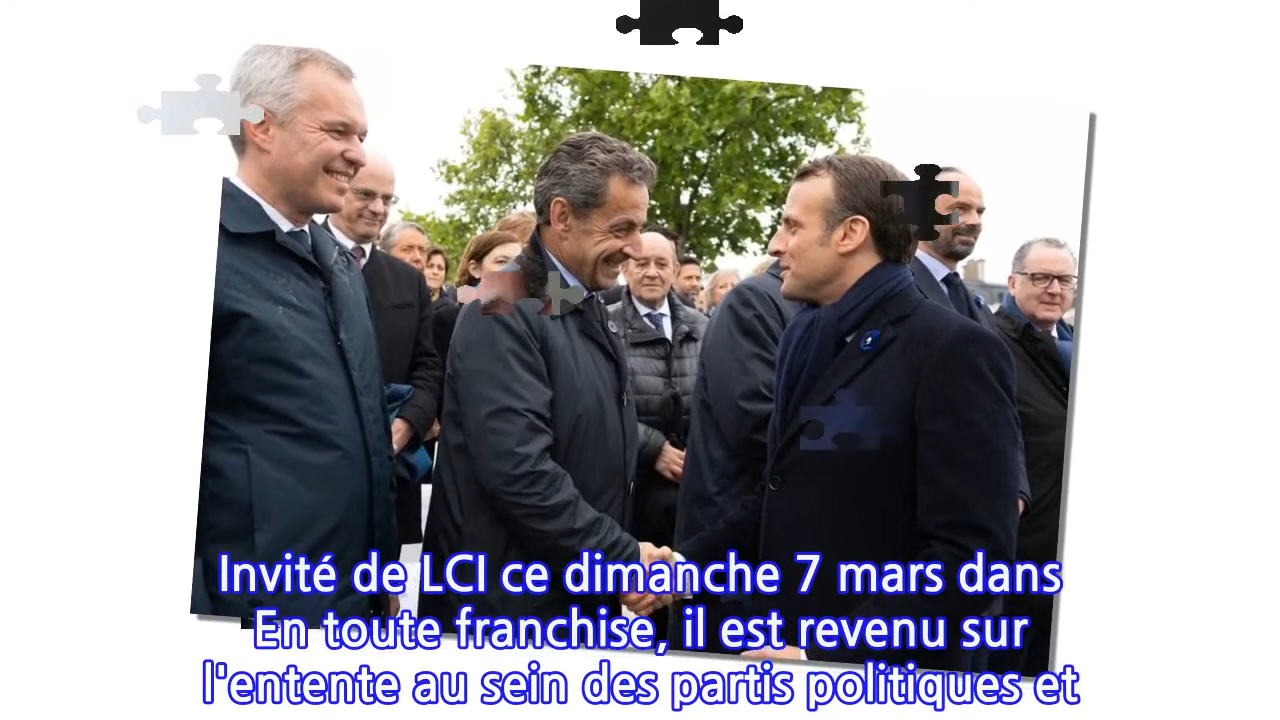 Invité de LCI ce dimanche 7 mars dans
En toute franchise, il est revenu sur
l'entente au sein des partis politiques et